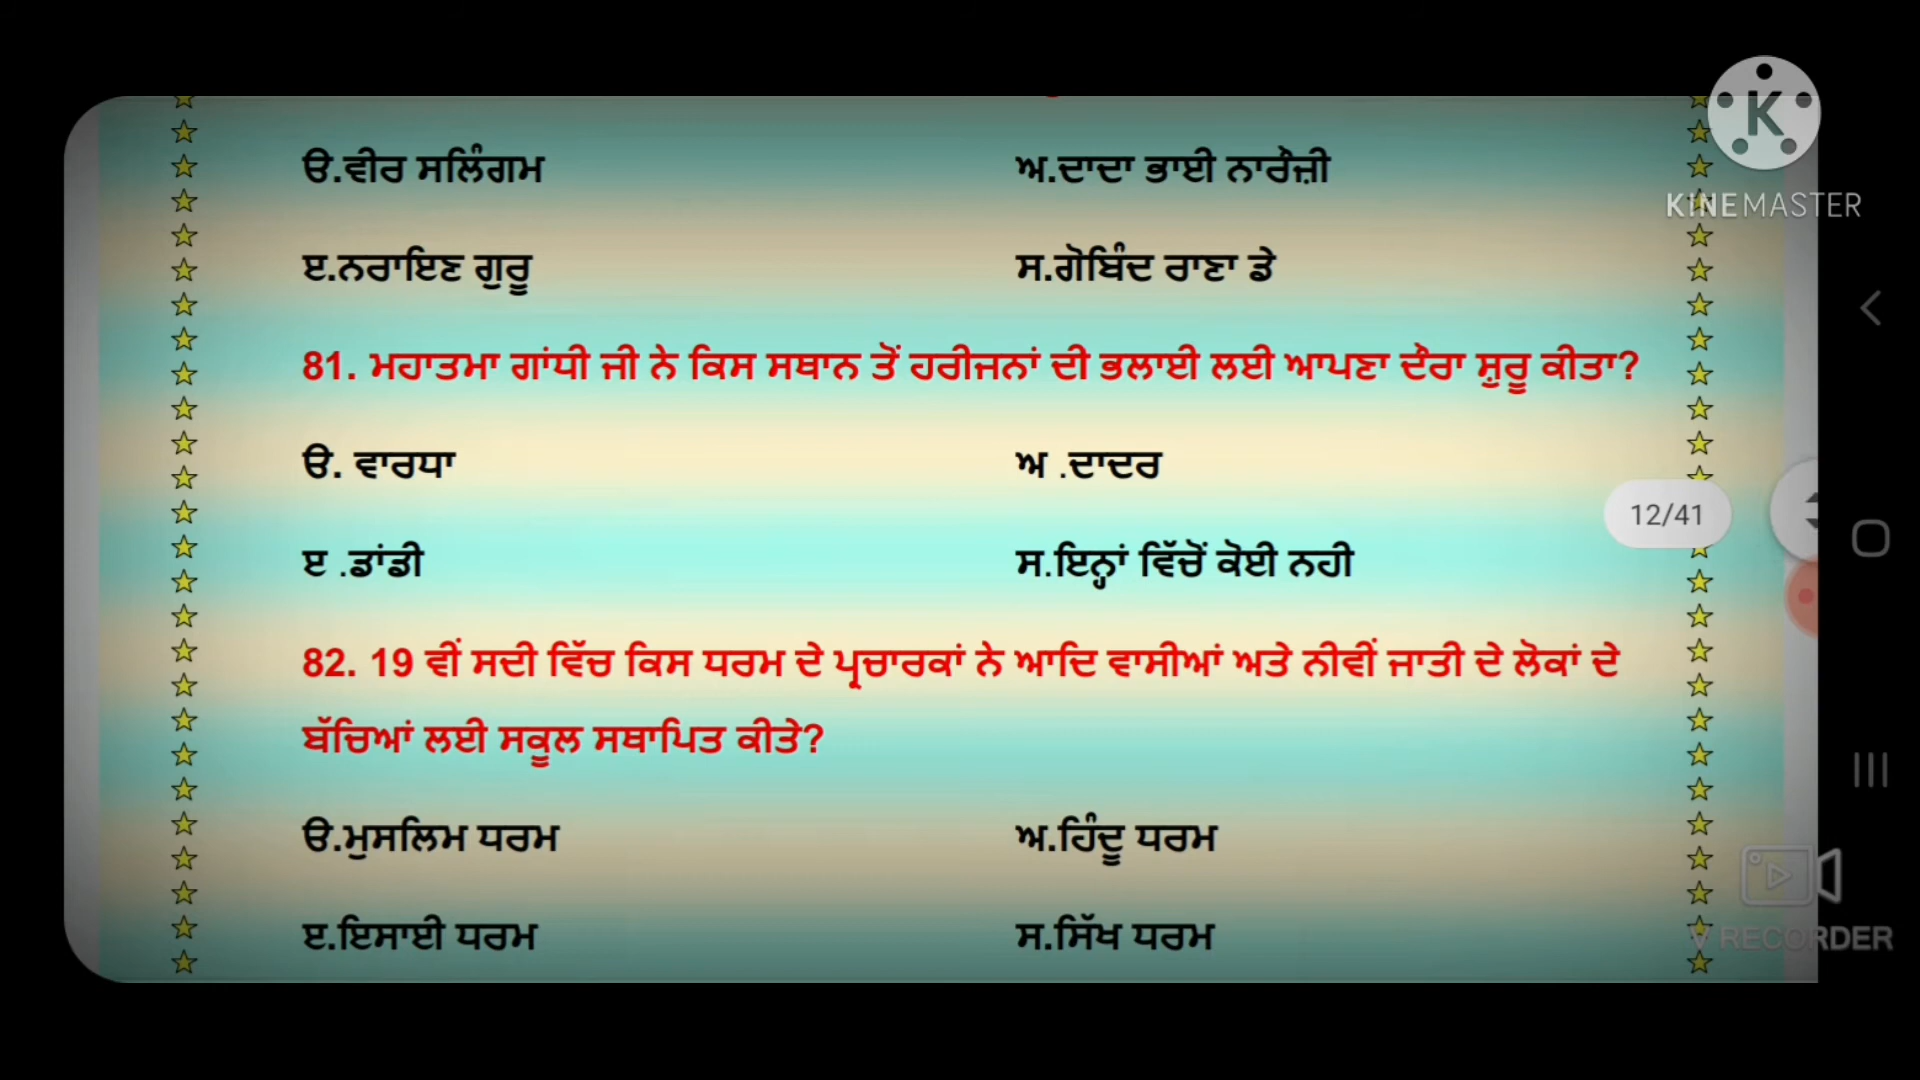 ੳ.ਵੀਰ ਸਲਿੰਗਮ ਅ.ਦਾਦਾ ਭਾਈ ਨਾਰੌਜ਼ੀ
ੲ.ਨਰਾਇਣ ਗੁਰੂ ਸ.ਗੋਬਿੰਦ ਰਾਣਾ ਡੇ
81. ਮਹਾਤਮਾ ਗਾਂਧੀ ਜੀ ਨੇ ਕਿਸ ਸਥਾਨ ਤੋਂ ਹਰੀਜਨਾਂ ਦੀ ਭਲਾਈ ਲਈ ਆਪਣਾ ਦੌਰਾ ਸ਼ੁਰੂ ਕੀਤਾ?
ੳ. ਵਾਰਧਾ ਅ .ਦਾਦਰ
ੲ .ਡਾਂਡੀ ਸ.ਇਨ੍ਹਾਂ ਵਿੱਚੋਂ ਕੋਈ ਨਹੀ
82. 19 ਵੀਂ ਸਦੀ ਵਿੱਚ ਕਿਸ ਧਰਮ ਦੇ ਪ੍ਰਚਾਰਕਾਂ ਨੇ ਆਦਿ ਵਾਸੀਆਂ ਅਤੇ ਨੀਵੀਂ ਜਾਤੀ ਦੇ ਲੋਕਾਂ ਦੇ
ਬੱਚਿਆਂ ਲਈ ਸਕੂਲ ਸਥਾਪਿਤ ਕੀਤੇ?
ੳ.ਮੁਸਲਿਮ ਧਰਮ ਅ.ਹਿੰਦੂ ਧਰਮ
ੲ.ਇਸਾਈ ਧਰਮ ਸ.ਸਿੱਖ ਧਰਮ
K
KINEMASTER
12/41
V RECORDER